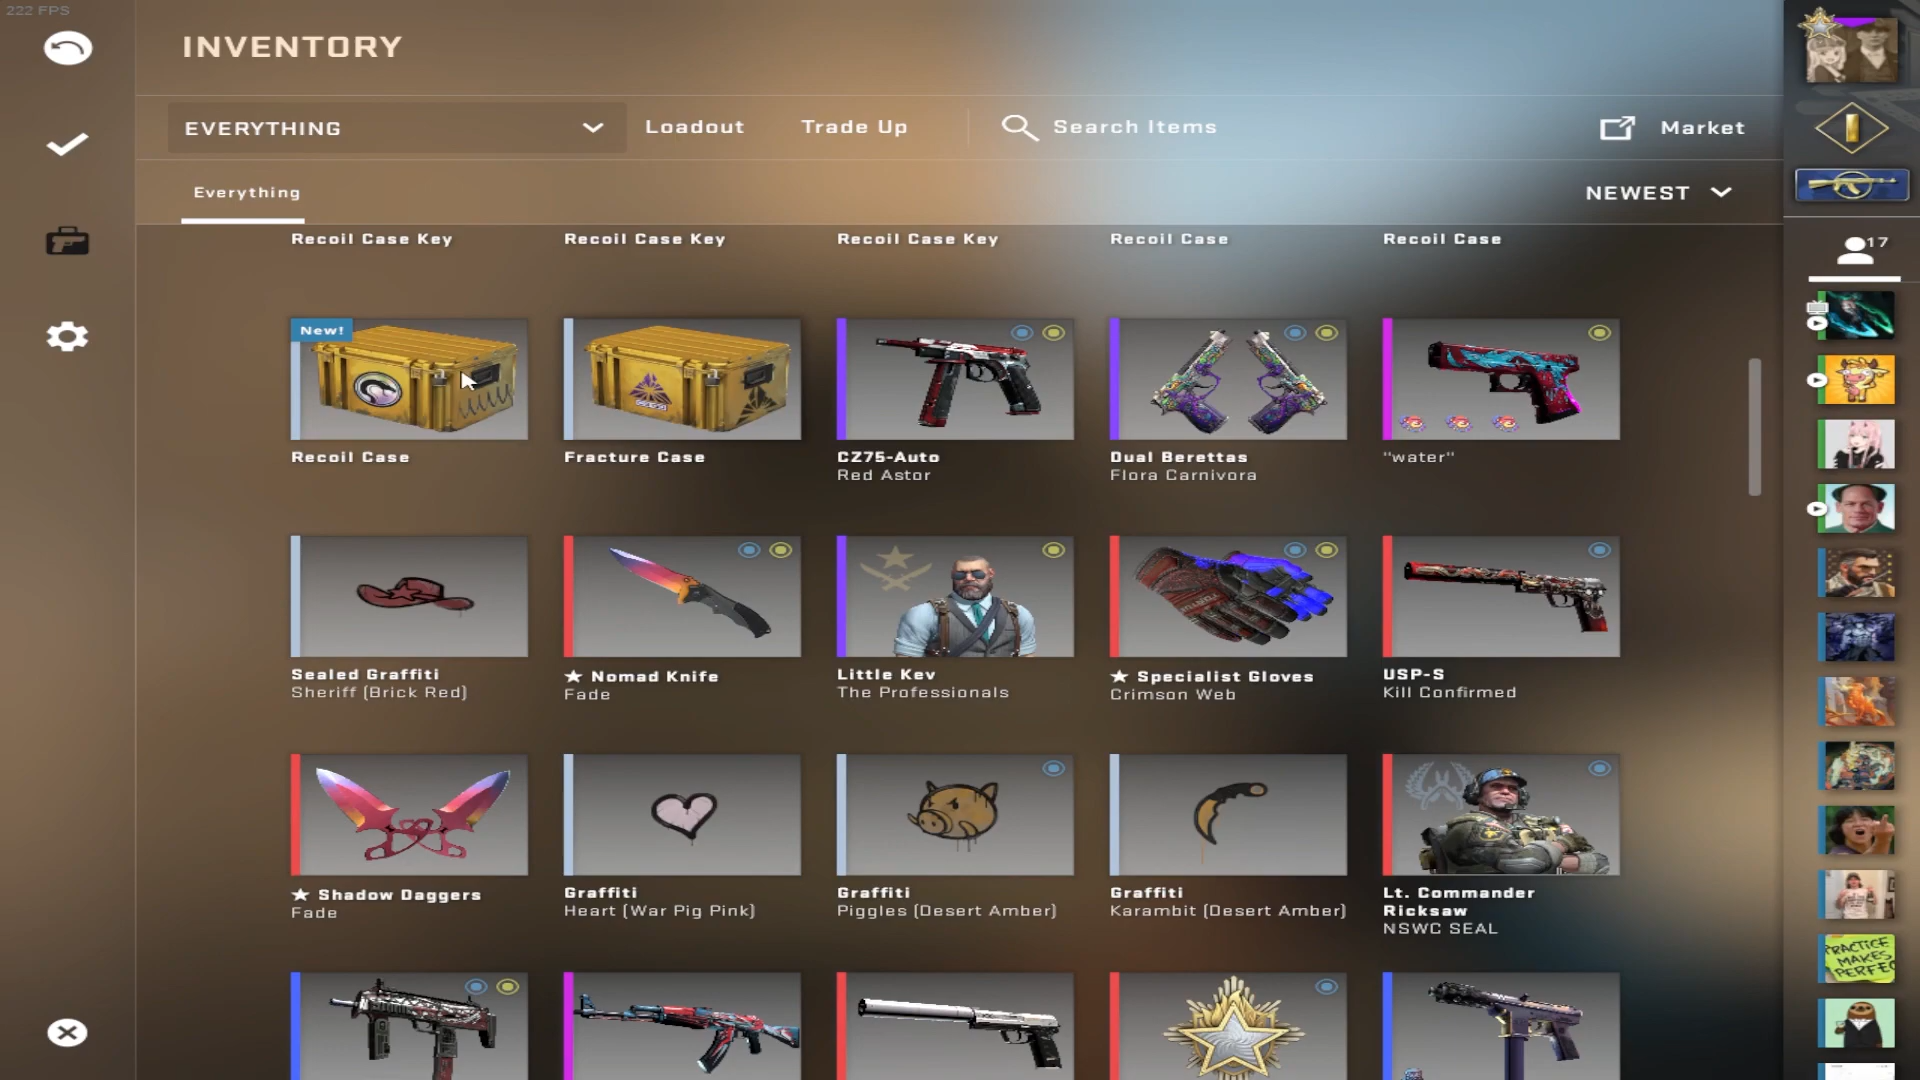 222 FPS
INVENTORY
EVERYTHING
Loadout
Trade Up
Search Items
Market
Everything
NEWEST
17
Recoil Case Key
Recoil Case Key
Recoil Case Key
Recoil Case
Recoil Case
New!
Recoil Case
Fracture Case
CZ75-Auto
Red Astor
Dual Berettas
Flora Carnivora
"water"
Sealed Graffiti
Sheriff (Brick Red)
★ Nomad Knife
Fade
Little Kev
The Professionals
★ Specialist Gloves
Crimson Web
USP-S
Kill Confirmed
★ Shadow Daggers
Fade
Graffiti
Heart (War Pig Pink)
Graffiti
Piggles (Desert Amber)
Graffiti
Karambit (Desert Amber)
Lt. Commander
Ricksaw
NSWC SEAL
PRACTICE
MAKES
PERFEC